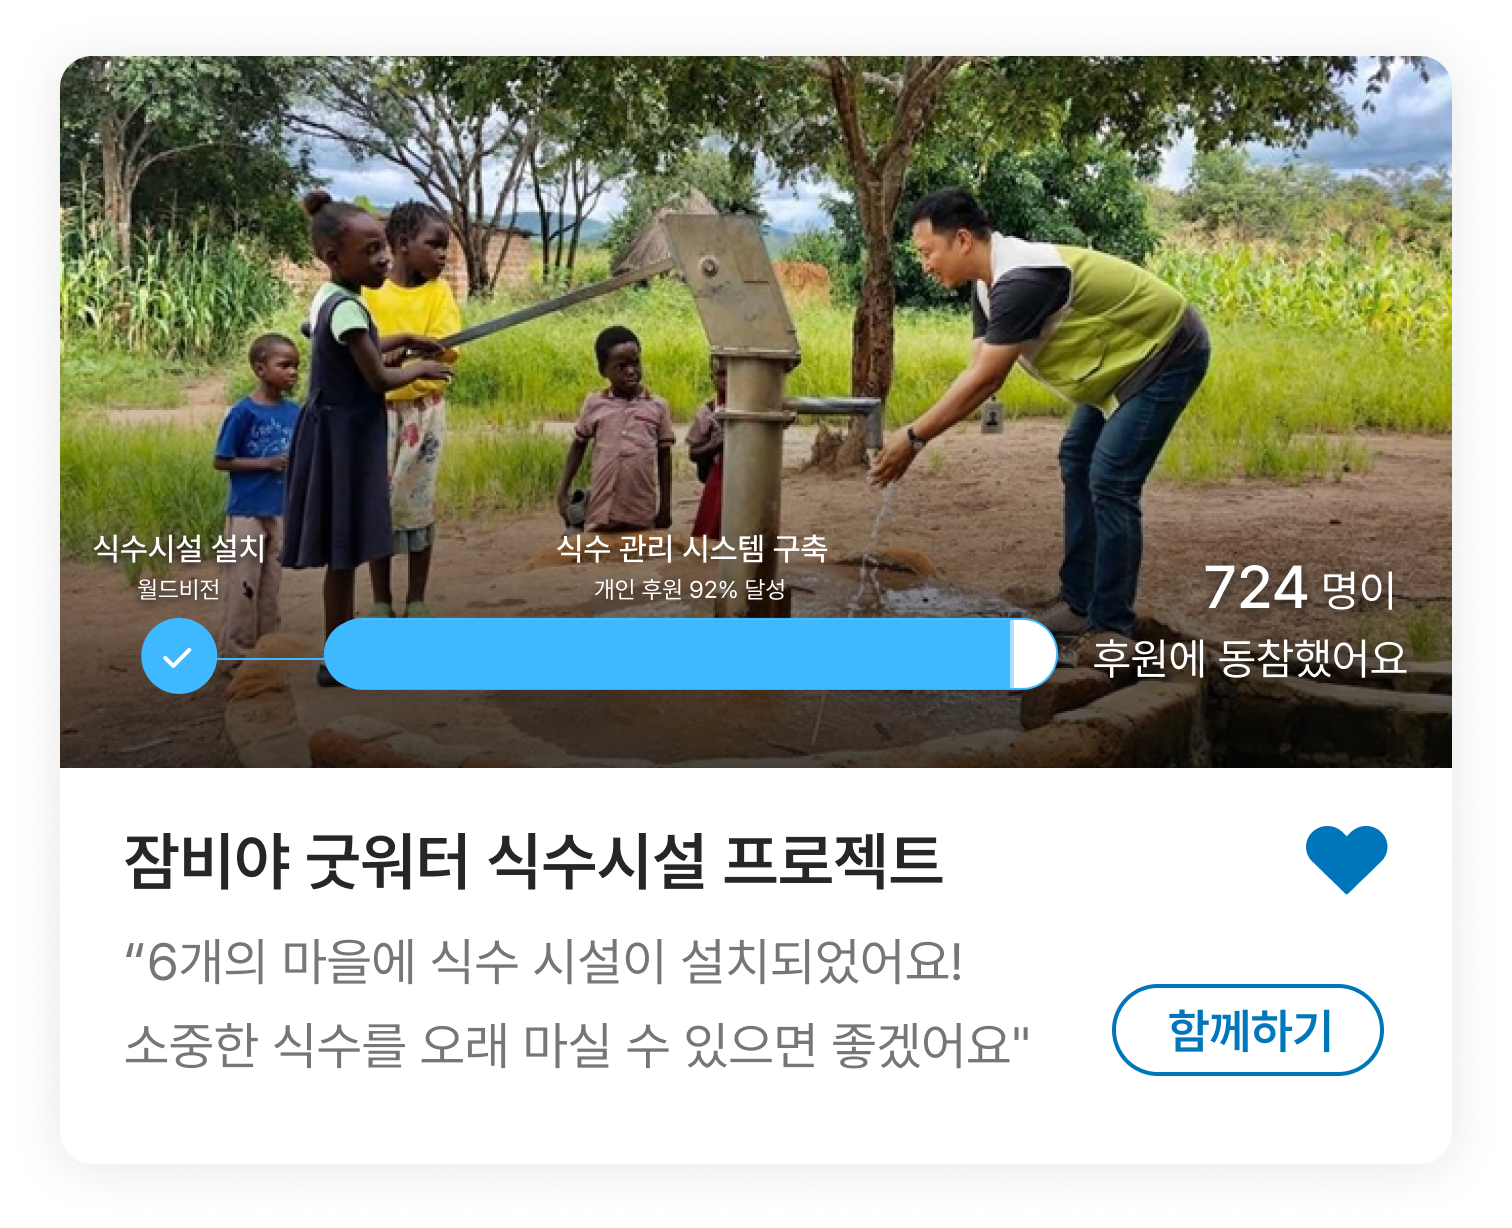 식수시설 설치
월드비전
식수 관리 시스템 구축
개인 후원 92% 달성
724 명이
후원에 동참했어요
잠비야 굿워터 식수시설 프로젝트
“6개의 마을에 식수 시설이 설치되었어요!
소중한 식수를 오래 마실 수 있으면 좋겠어요"
함께하기